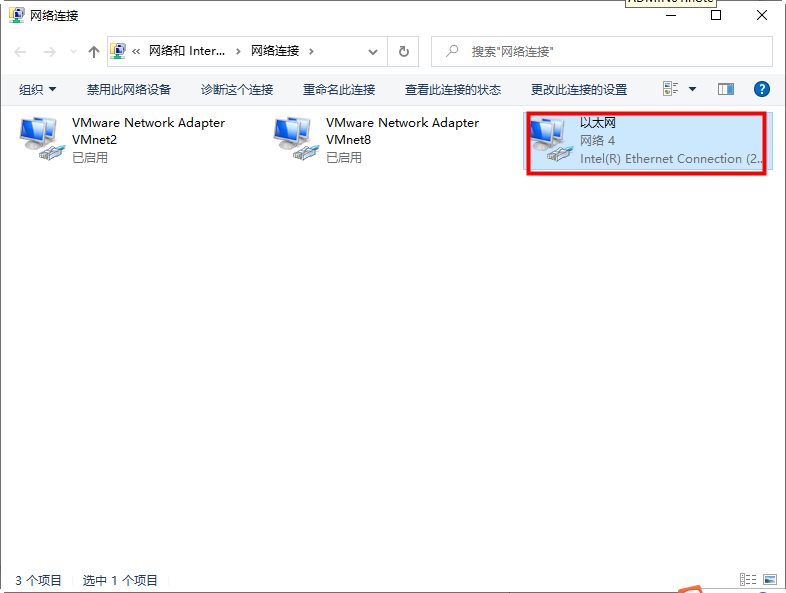 网络连接
« 网络和 Inter... › 网络连接 ›
搜索"网络连接"
组织 禁用此网络设备 诊断这个连接 重命名此连接 查看此连接的状态 更改此连接的设置
VMware Network Adapter
VMnet2
已启用
VMware Network Adapter
VMnet8
已启用
以太网
网络 4
Intel(R) Ethernet Connection (2...
3 个项目 选中 1 个项目